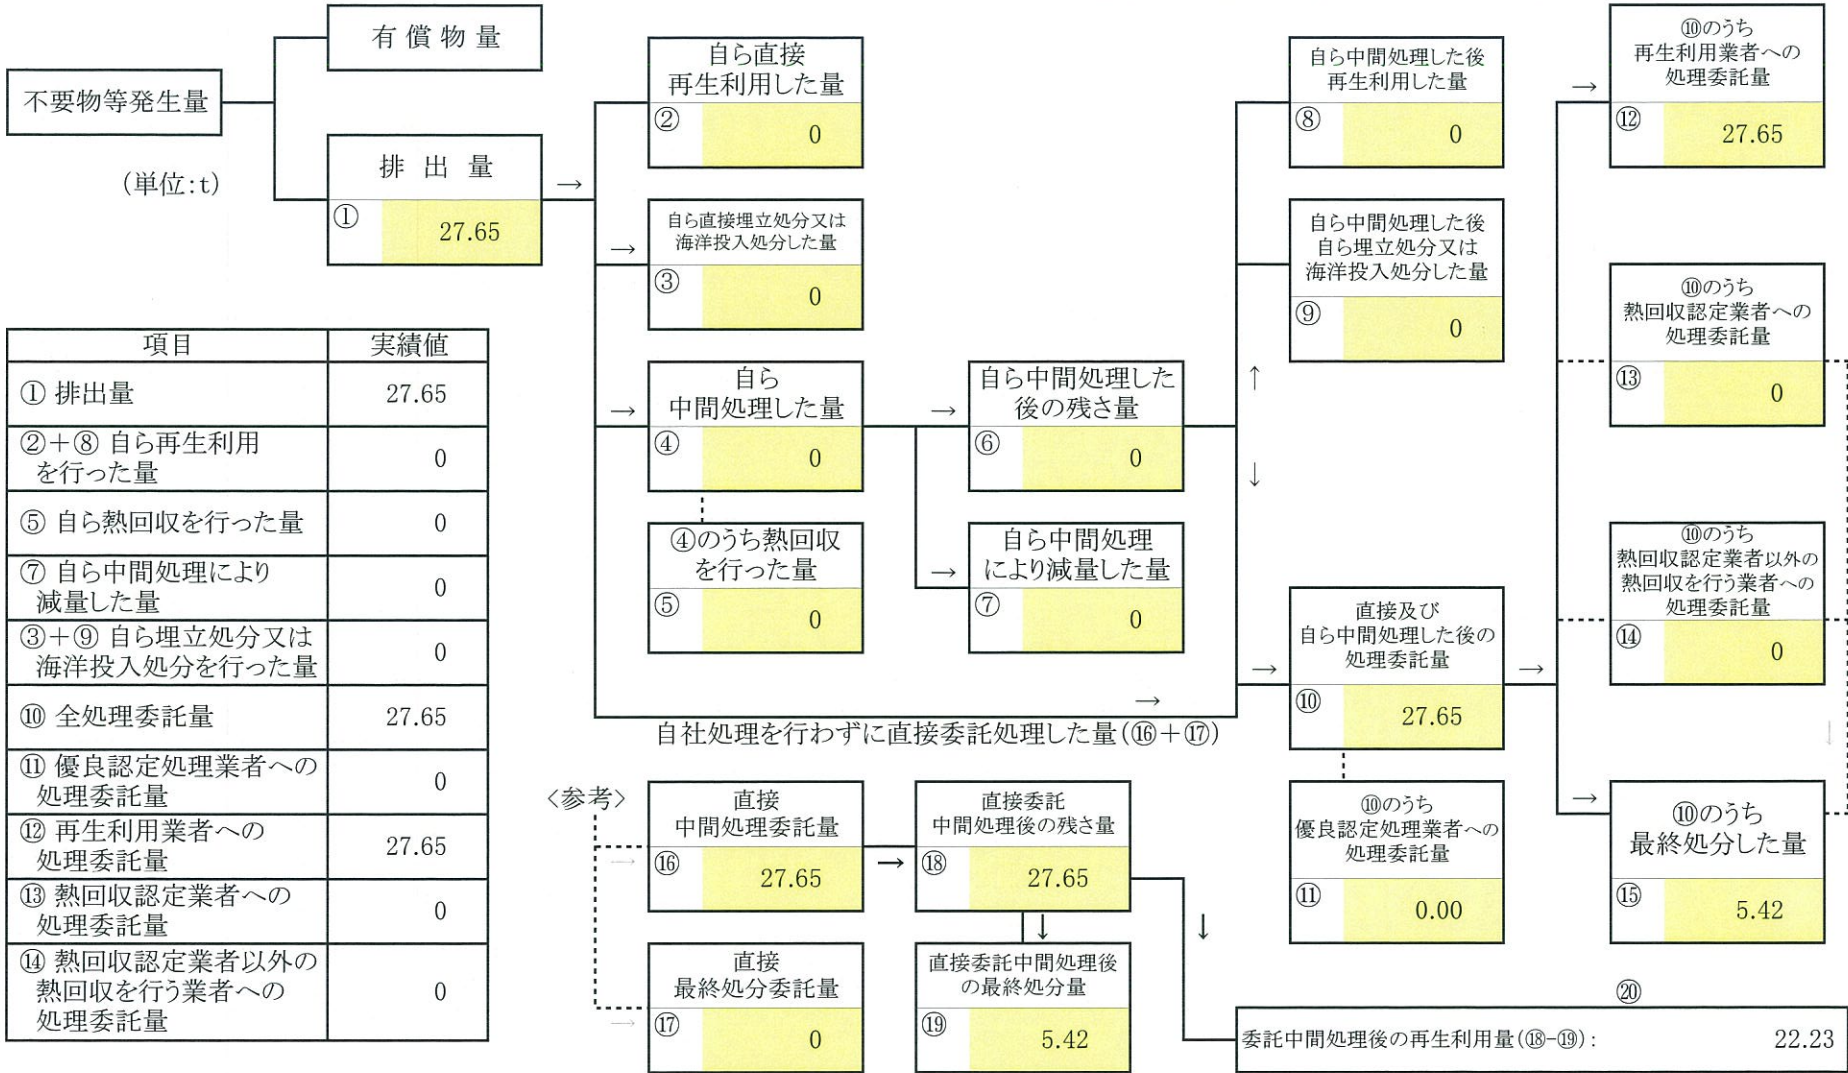 不要物等発生量
(単位:t)
有償物量
排出量
① 27.65
自ら直接
再生利用した量
② 0
自ら直接埋立処分又は
海洋投入処分した量
→
③ 0
→
自ら
中間処理した量
→
④ 0
④のうち熱回収
を行った量
⑤ 0
→
自ら中間処理した
後の残さ量
⑥ 0
→
自ら中間処理
により減量した量
⑦ 0
自ら中間処理した後
再生利用した量
⑧ 0
自ら中間処理した後
自ら埋立処分又は
海洋投入処分した量
⑨ 0
↑
↓
→
→
自社処理を行わずに直接委託処理した量(⑯+⑰)
直接及び
自ら中間処理した後の
処理委託量
⑩ 27.65
⑩のうち
優良認定処理業者への
処理委託量
⑪ 0.00
→
→
⑩のうち
再生利用業者への
処理委託量
⑫ 27.65
⑩のうち
熱回収認定業者への
処理委託量
⑬ 0
⑩のうち
熱回収認定業者以外の
熱回収を行う業者への
処理委託量
⑭ 0
↓
→
⑩のうち
最終処分した量
⑮ 5.42
項目 実績値
① 排出量 27.65
②+⑧ 自ら再生利用
を行った量 0
⑤ 自ら熱回収を行った量 0
⑦ 自ら中間処理により
減量した量 0
③+⑨ 自ら埋立処分又は
海洋投入処分を行った量 0
⑩ 全処理委託量 27.65
⑪ 優良認定処理業者への
処理委託量 0
⑫ 再生利用業者への
処理委託量 27.65
⑬ 熱回収認定業者への
処理委託量 0
⑭ 熱回収認定業者以外の
熱回収を行う業者への
処理委託量 0
<参考>
→
直接
中間処理委託量
⑯ 27.65
→
直接
最終処分委託量
⑰ 0
→
直接委託
中間処理後の残さ量
⑱ 27.65
↓
直接委託中間処理後
の最終処分量
⑲ 5.42
↓
⑳
委託中間処理後の再生利用量(⑱-⑲): 22.23